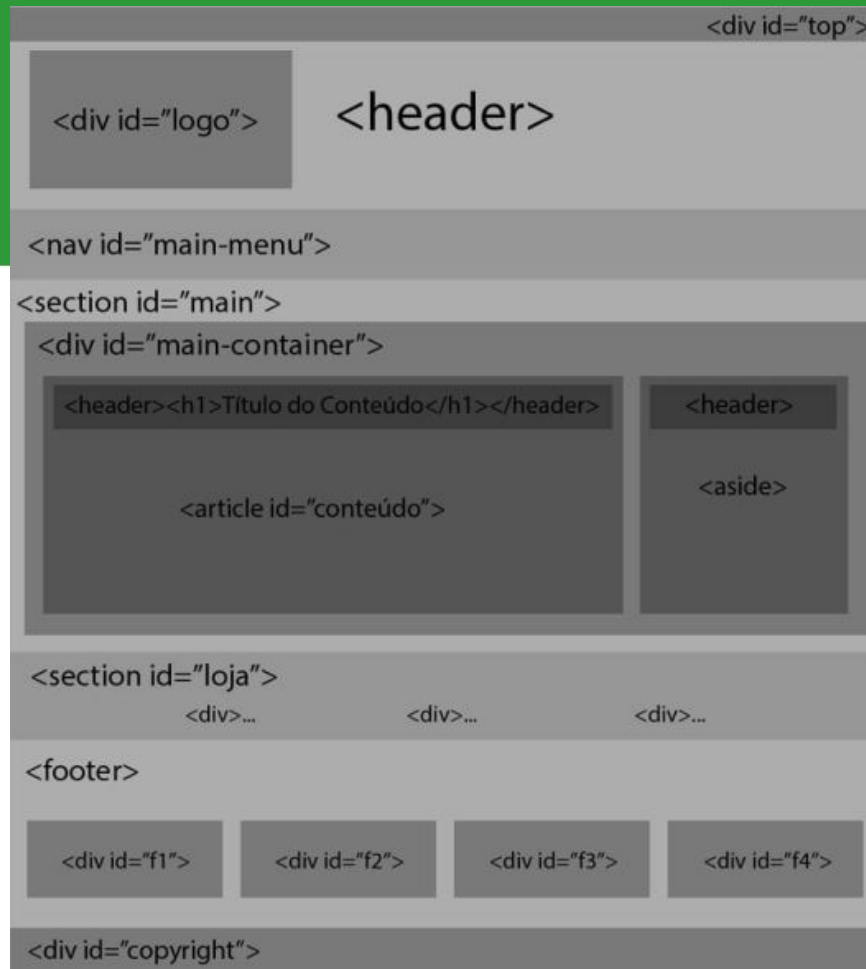 <div id="top">
<div id="logo">
<header>
<nav id="main-menu">
<section id="main">
<div id="main-container">
<header><h1>Título do Conteúdo</h1></header>
<header>
<article id="conteúdo">
<aside>
<section id="loja">
<div>...
<div>...
<div>...
<footer>
<div id="f1">
<div id="f2">
<div id="f3">
<div id="f4">
<div id="copyright">